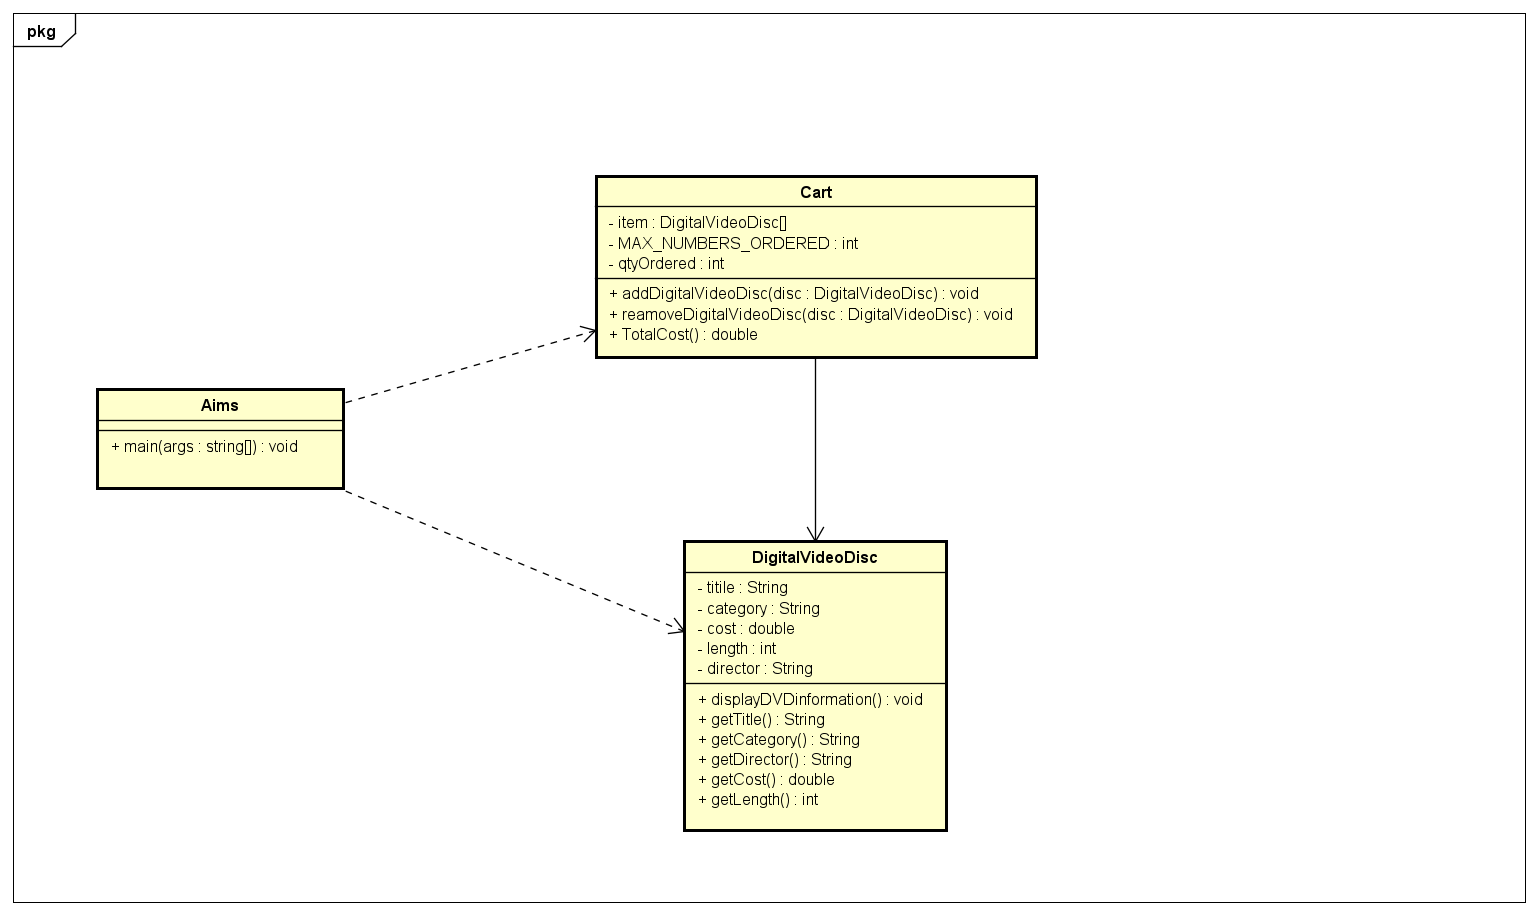 pkg
Cart
- item : DigitalVideoDisc[]
- MAX_NUMBERS_ORDERED : int
- qtyOrdered : int
+ addDigitalVideoDisc(disc : DigitalVideoDisc) : void
+ reamoveDigitalVideoDisc(disc : DigitalVideoDisc) : void
+ TotalCost() : double
Aims
+ main(args : string[]) : void
DigitalVideoDisc
- titile : String
- category : String
- cost : double
- length : int
- director : String
+ displayDVDinformation() : void
+ getTitle() : String
+ getCategory() : String
+ getDirector() : String
+ getCost() : double
+ getLength() : int